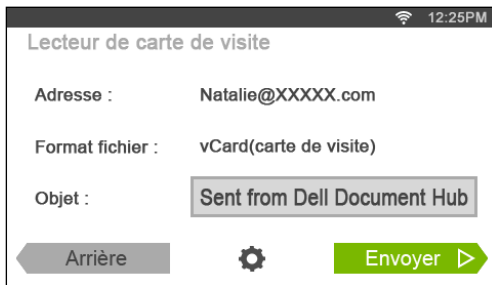 12:25PM
Lecteur de carte de visite
Adresse : Natalie@XXXXX.com
Format fichier : vCard(carte de visite)
Objet : Sent from Dell Document Hub
Arrière Envoyer